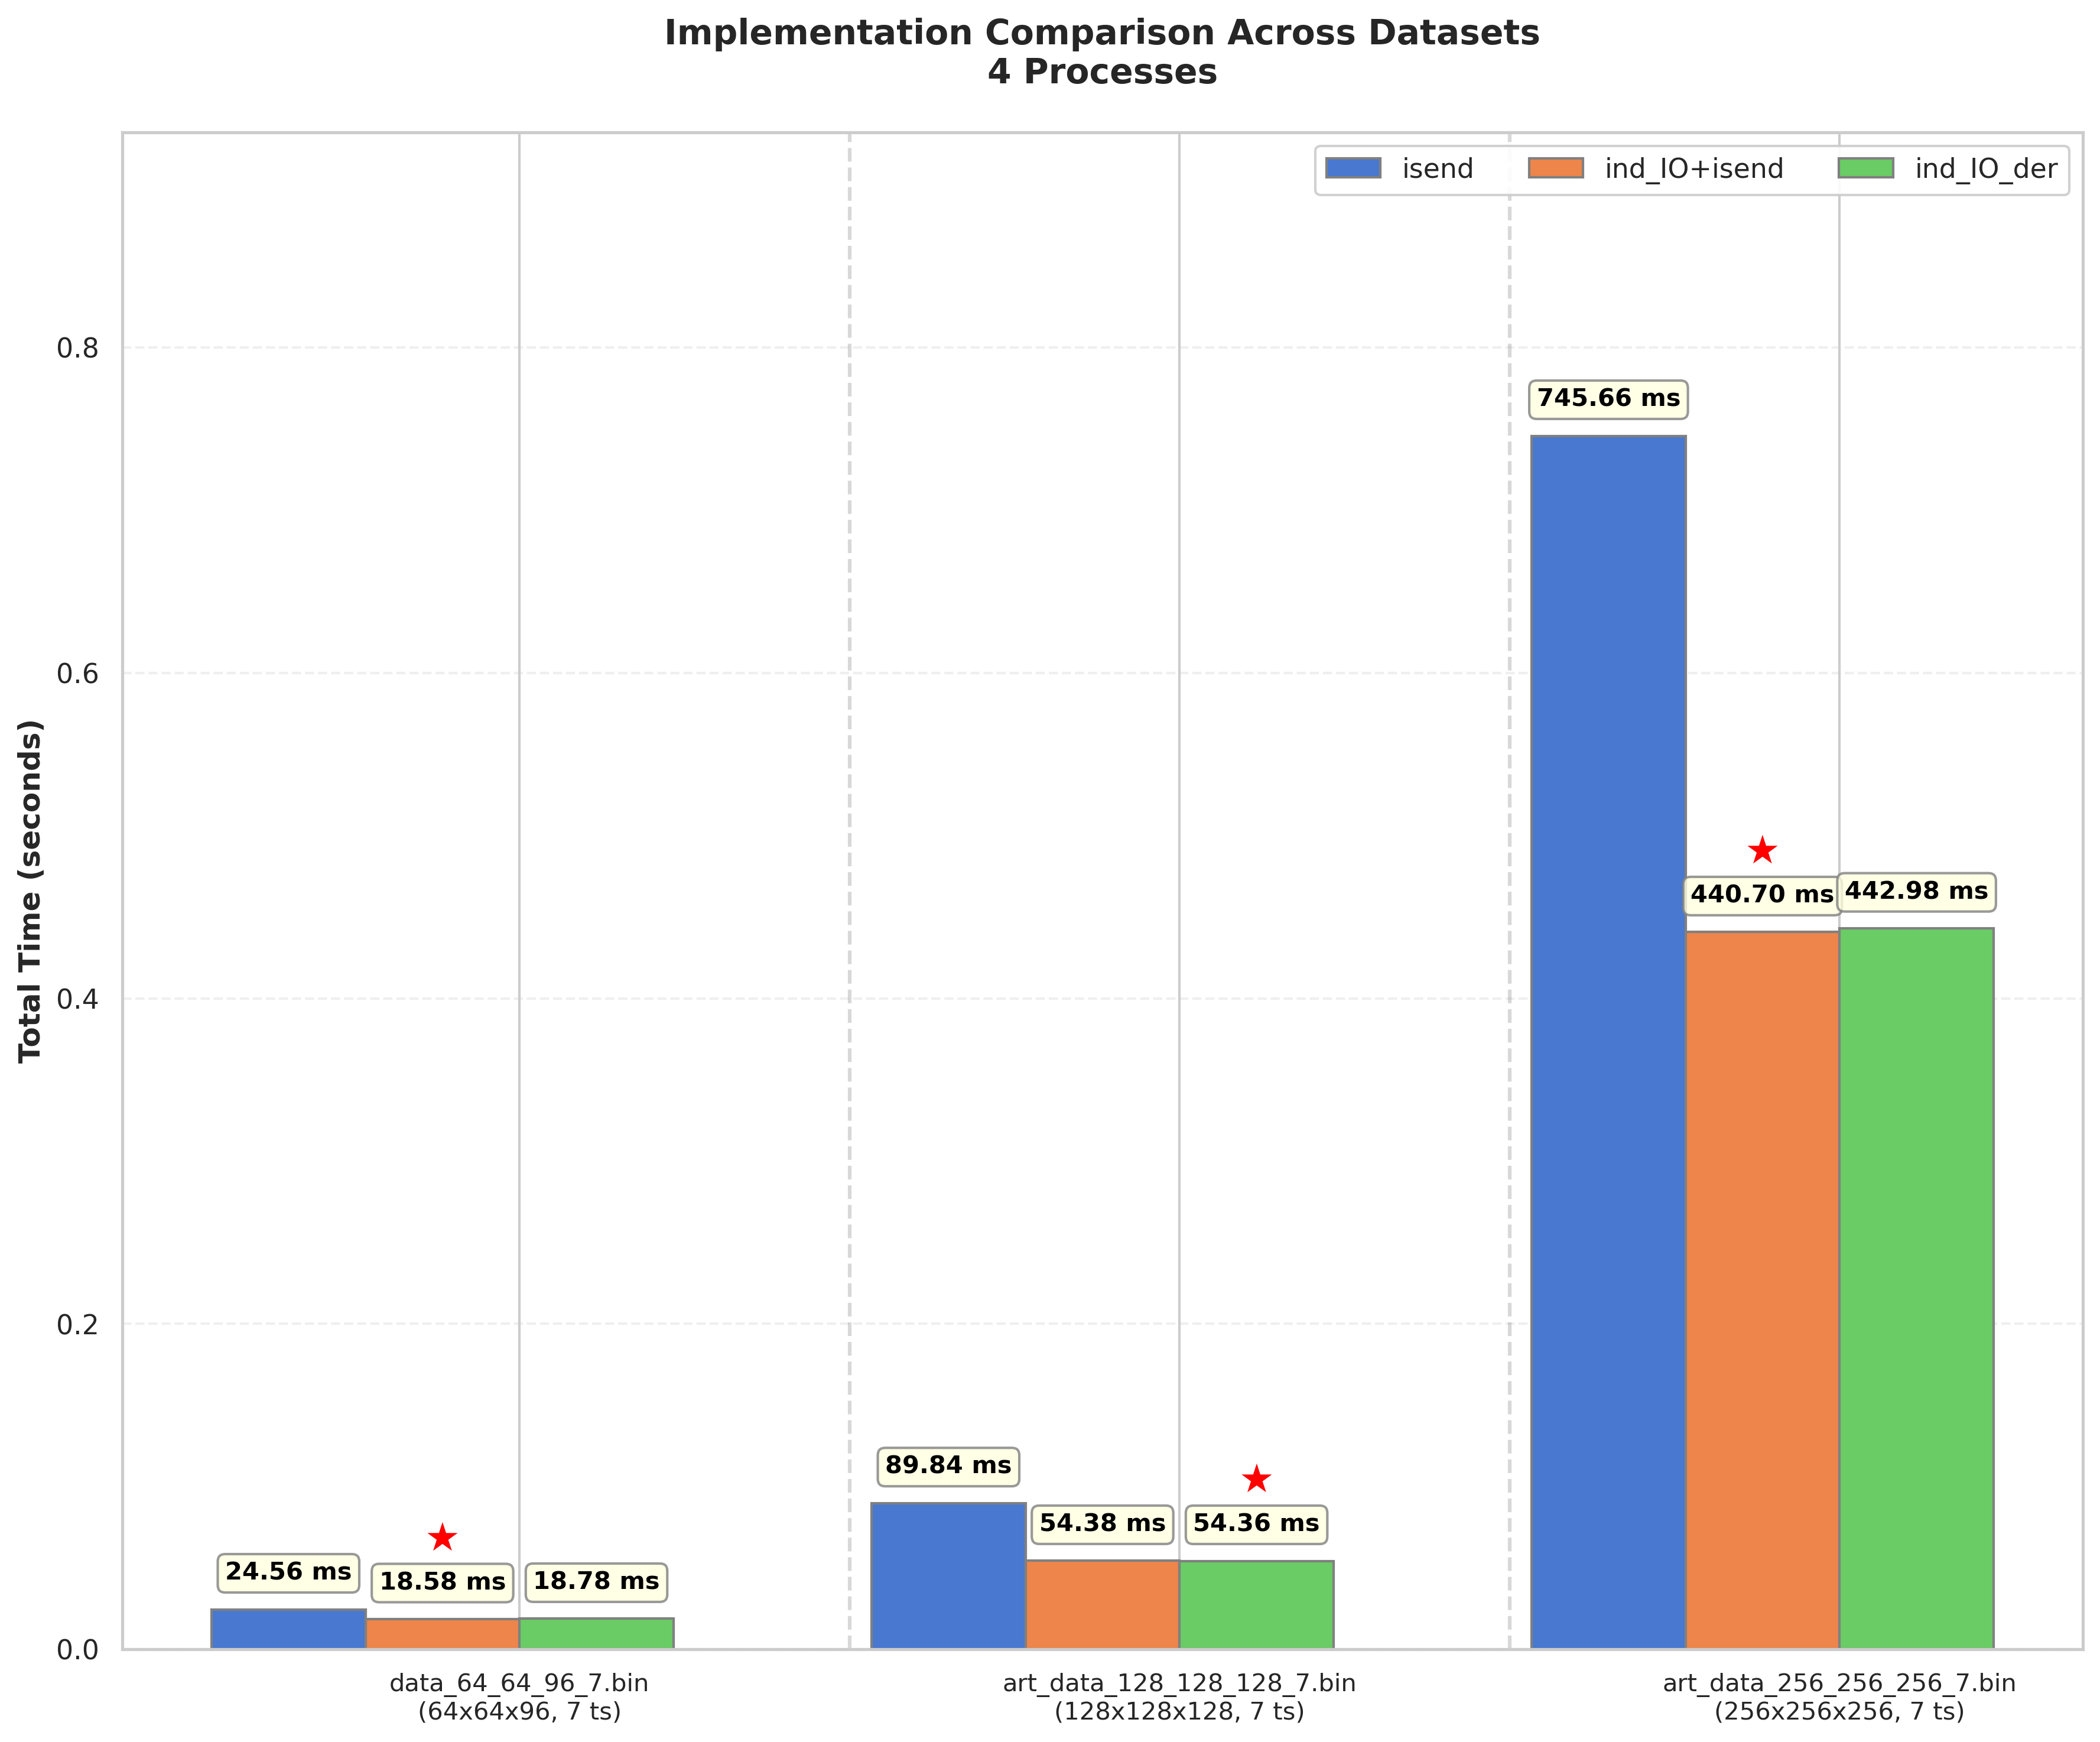 Implementation Comparison Across Datasets
4 Processes
isend
ind_IO+isend
ind_IO_der
Total Time (seconds)
0.8
0.6
0.4
0.2
0.0
745.66 ms
440.70 ms
442.98 ms
89.84 ms
54.38 ms
54.36 ms
24.56 ms
18.58 ms
18.78 ms
data_64_64_96_7.bin
(64x64x96, 7 ts)
art_data_128_128_128_7.bin
(128x128x128, 7 ts)
art_data_256_256_256_7.bin
(256x256x256, 7 ts)